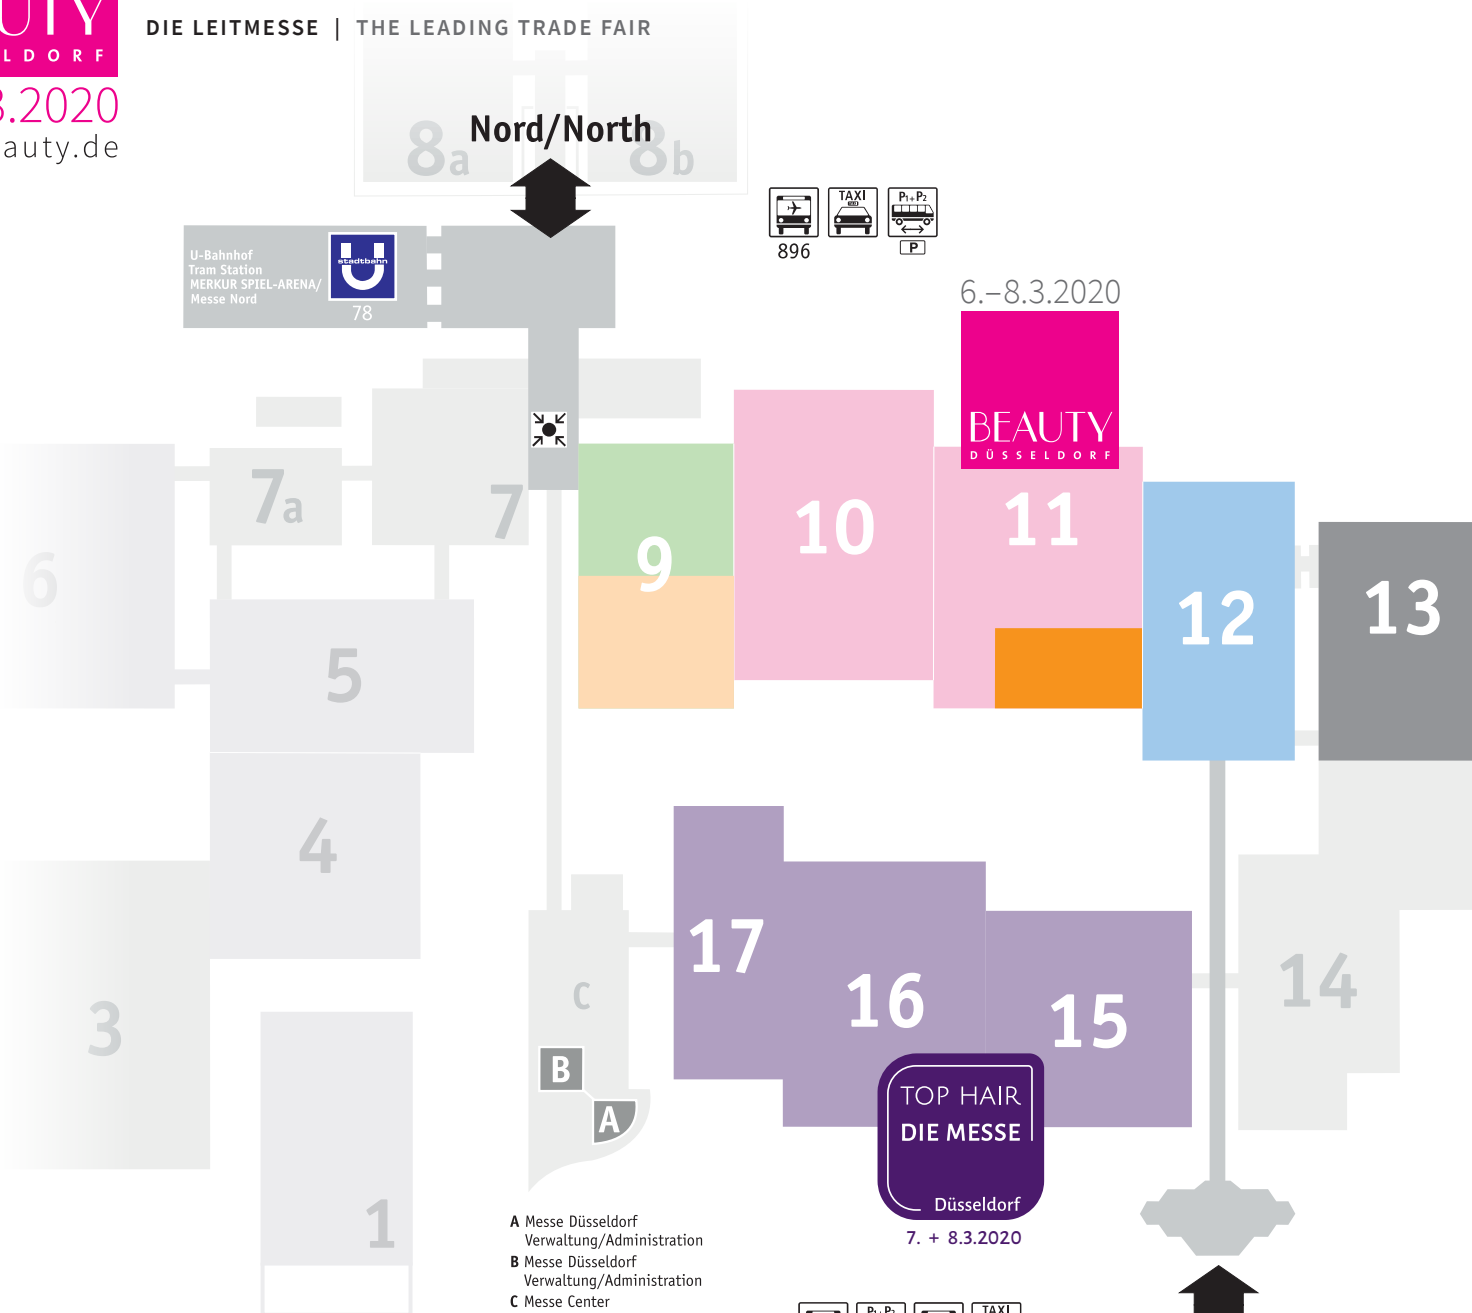 DIE LEITMESSE | THE LEADING TRADE FAIR
UTY
LDORF
3.2020
auty.de
Nord/North
8a
8b
TAXI
P1+P2
P
896
U-Bahnhof
Tram Station
MERKUR SPIEL-ARENA/
Messe Nord
U
stadtbahn
78
6.–8.3.2020
BEAUTY
DÜSSELDORF
7a
7
6
9
10
11
12
13
5
4
3
1
17
16
15
14
C
B
A
TOP HAIR
DIE MESSE
Düsseldorf
7. + 8.3.2020
A Messe Düsseldorf
Verwaltung/Administration
B Messe Düsseldorf
Verwaltung/Administration
C Messe Center
P1+P2
TAXI